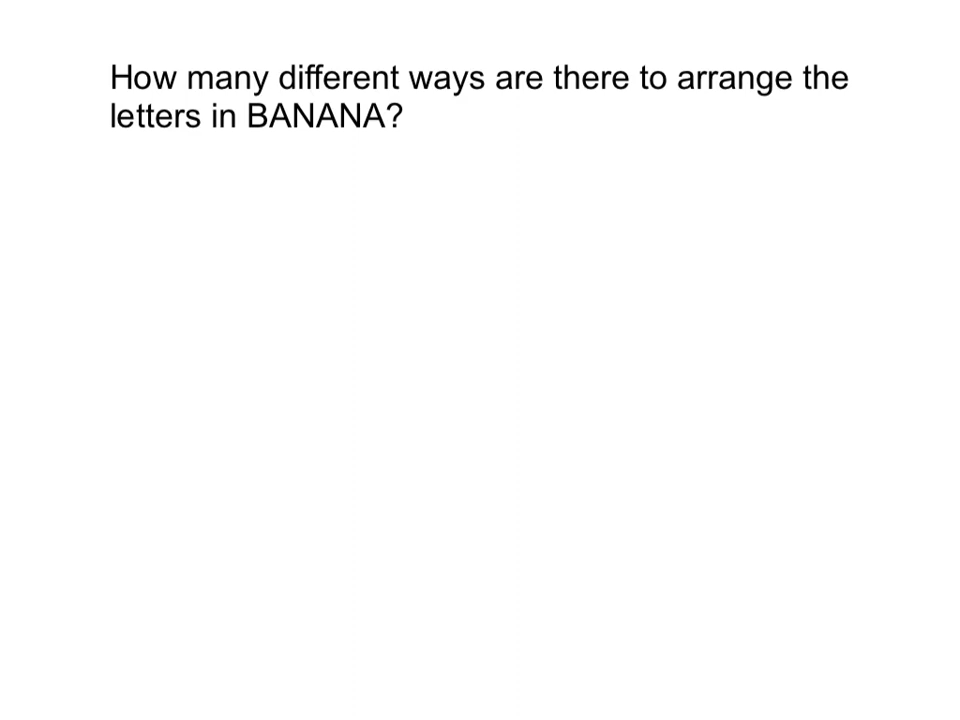 How many different ways are there to arrange the
letters in BANANA?